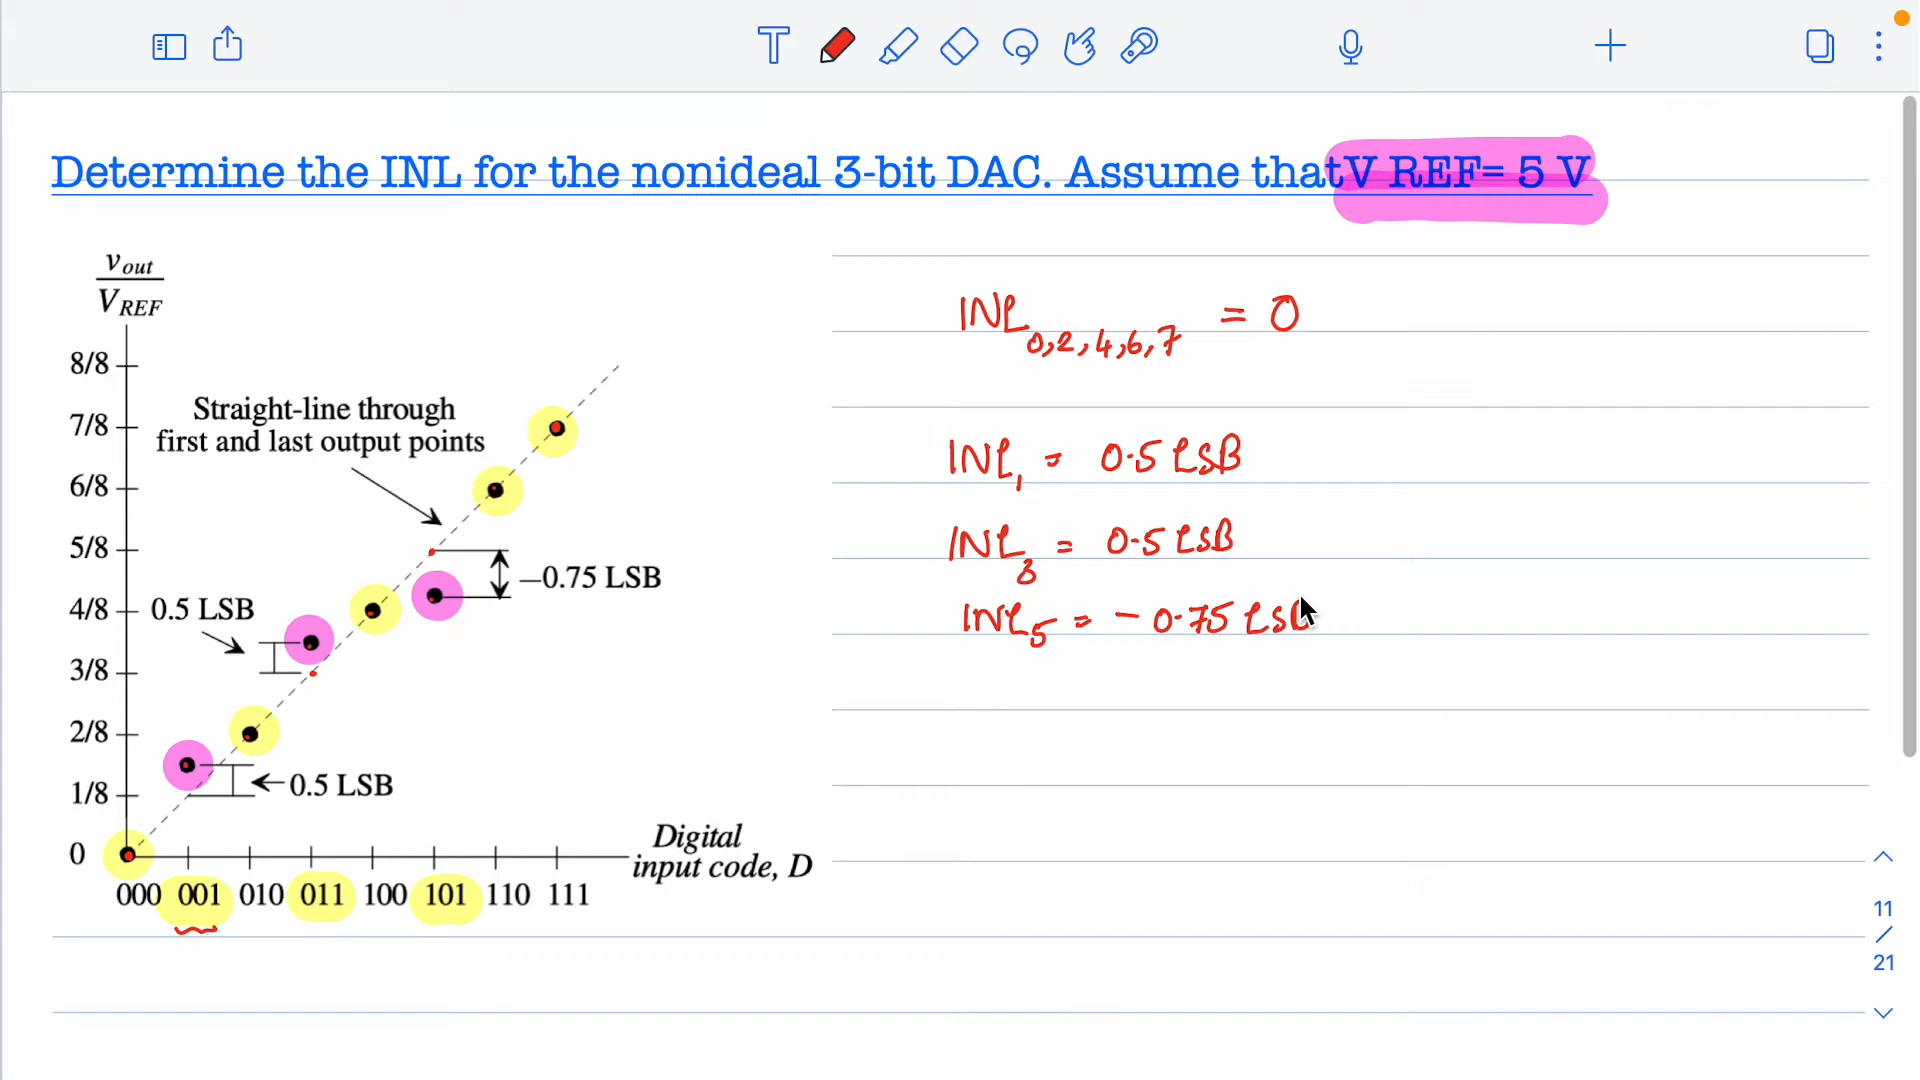 Determine the INL for the nonideal 3-bit DAC. Assume that V REF= 5 V
vout
VREF
8/8
7/8
6/8
5/8
4/8
3/8
2/8
1/8
0
Straight-line through
first and last output points
–0.75 LSB
0.5 LSB
0.5 LSB
Digital
input code, D
000 001 010 011 100 101 110 111
INL0,2,4,6,7 = 0
INL1 = 0.5 LSB
INL3 = 0.5 LSB
INL5 = -0.75 LSB
11
/
21